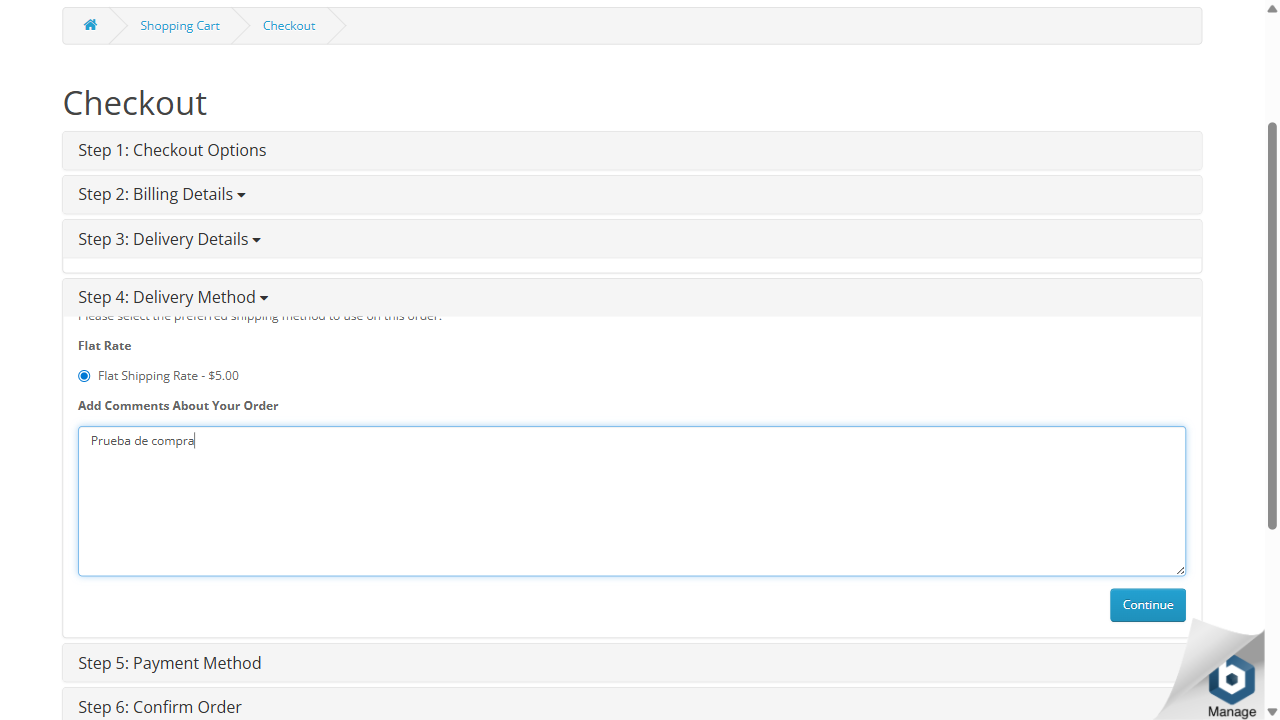 Shopping Cart
Checkout
Checkout
Step 1: Checkout Options
Step 2: Billing Details
Step 3: Delivery Details
Step 4: Delivery Method
Please select the preferred shipping method to use on this order.
Flat Rate
Flat Shipping Rate - $5.00
Add Comments About Your Order
Prueba de compra
Continue
Step 5: Payment Method
Step 6: Confirm Order
b
Manage